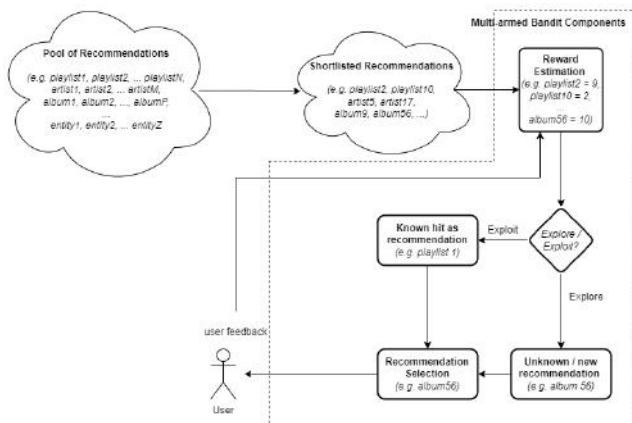 Multi-armed Bandit Components
Pool of Recommendations
(e.g. playlist1, playlist2, ... playlistN,
artist1, artist2, ... artistM,
album1, album2, ..., albumP,
...
entity1, entity2, ... entityZ
Shortlisted Recommendations
(e.g. playlist2, playlist10,
artist5, artist17,
album9, album56, ...)
Reward
Estimation
(e.g. playlist2 = 9,
playlist10 = 2,
...
album56 = 10)
Explore /
Exploit?
Exploit
Known hit as
recommendation
(e.g. playlist 1)
Explore
Unknown / new
recommendation
(e.g. album 56)
Recommendation
Selection
(e.g. album56)
user feedback
User